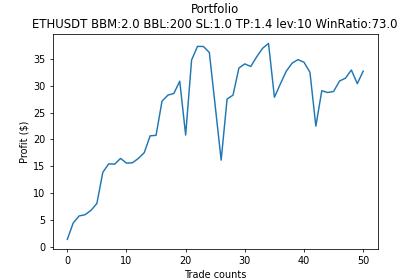 Portfolio
ETHUSDT BBM:2.0 BBL:200 SL:1.0 TP:1.4 lev:10 WinRatio:73.0
Profit ($)
35
30
25
20
15
10
5
0
0 10 20 30 40 50
Trade counts